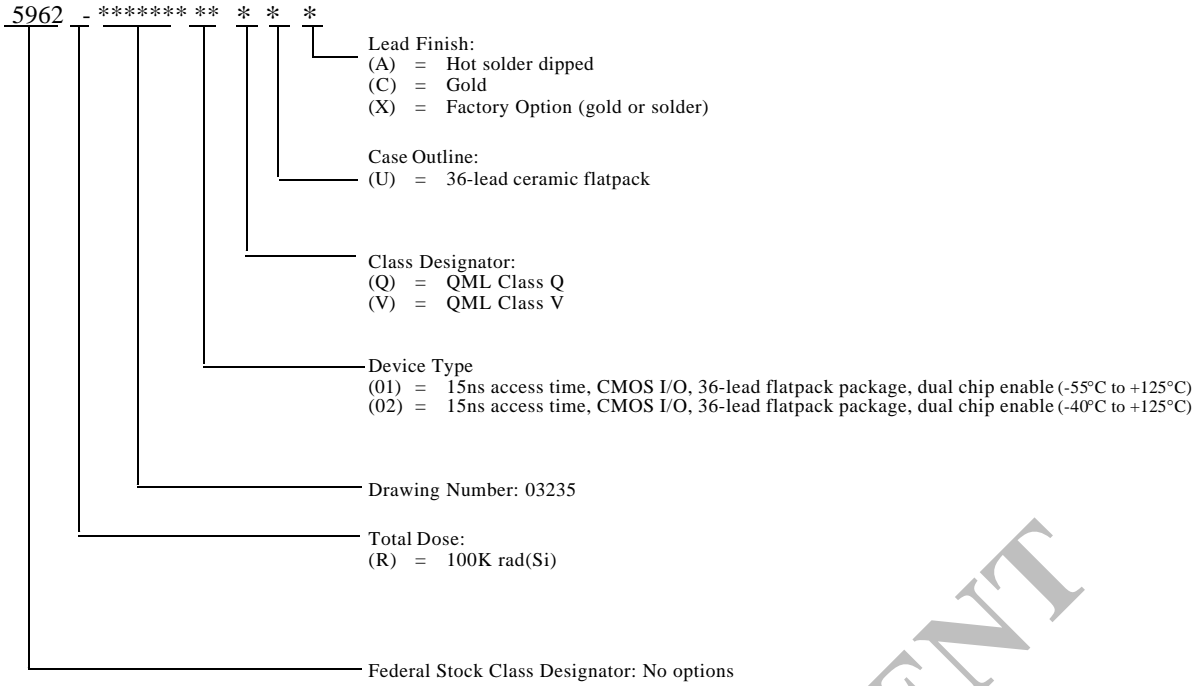 5962 - ******* ** * * *
Lead Finish:
(A) = Hot solder dipped
(C) = Gold
(X) = Factory Option (gold or solder)
Case Outline:
(U) = 36-lead ceramic flatpack
Class Designator:
(Q) = QML Class Q
(V) = QML Class V
Device Type
(01) = 15ns access time, CMOS I/O, 36-lead flatpack package, dual chip enable (-55°C to +125°C)
(02) = 15ns access time, CMOS I/O, 36-lead flatpack package, dual chip enable (-40°C to +125°C)
Drawing Number: 03235
Total Dose:
(R) = 100K rad(Si)
Federal Stock Class Designator: No options